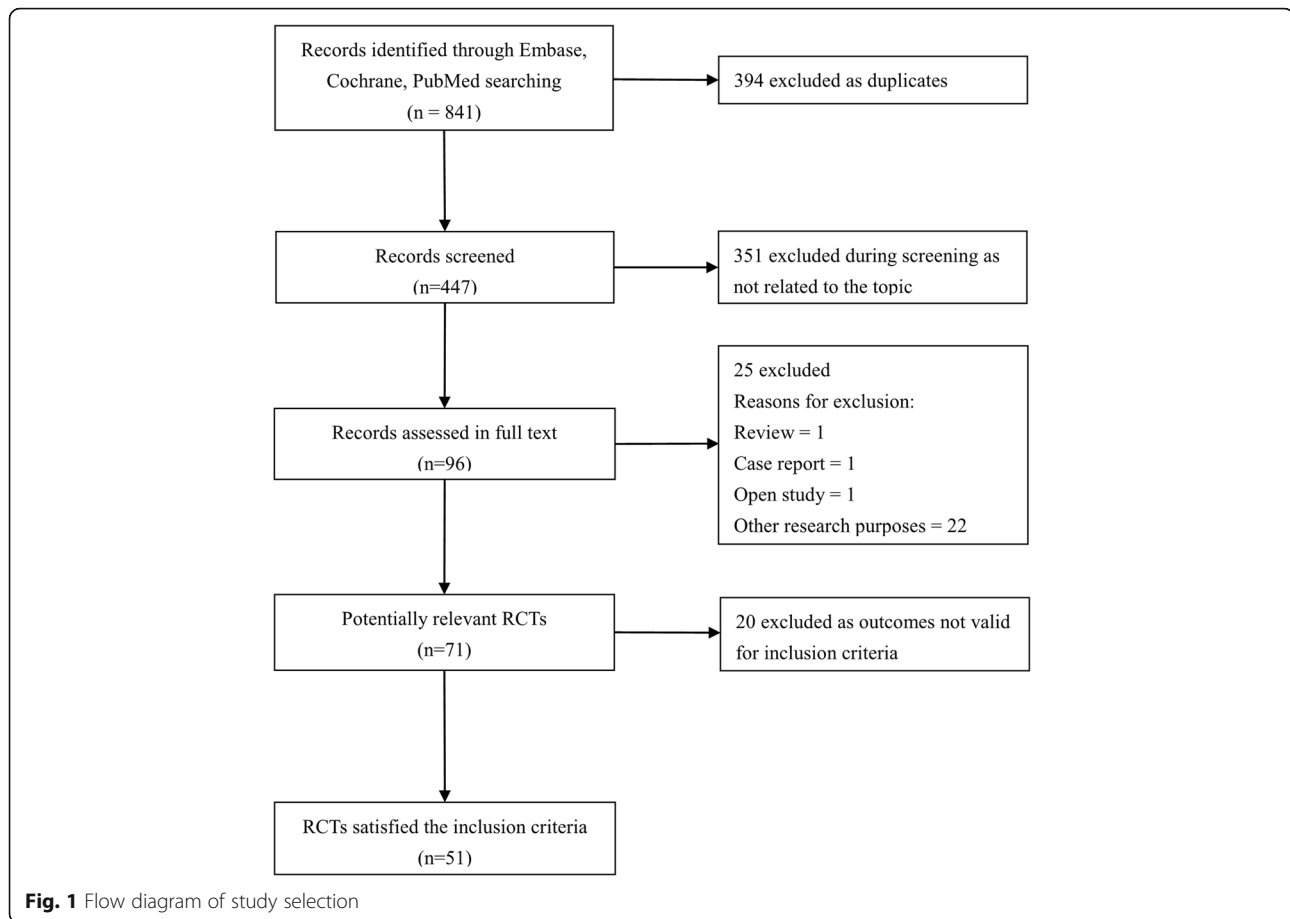 Records identified through Embase,
Cochrane, PubMed searching
(n = 841)
394 excluded as duplicates
Records screened
(n=447)
351 excluded during screening as
not related to the topic
Records assessed in full text
(n=96)
25 excluded
Reasons for exclusion:
Review = 1
Case report = 1
Open study = 1
Other research purposes = 22
Potentially relevant RCTs
(n=71)
20 excluded as outcomes not valid
for inclusion criteria
RCTs satisfied the inclusion criteria
(n=51)
Fig. 1 Flow diagram of study selection